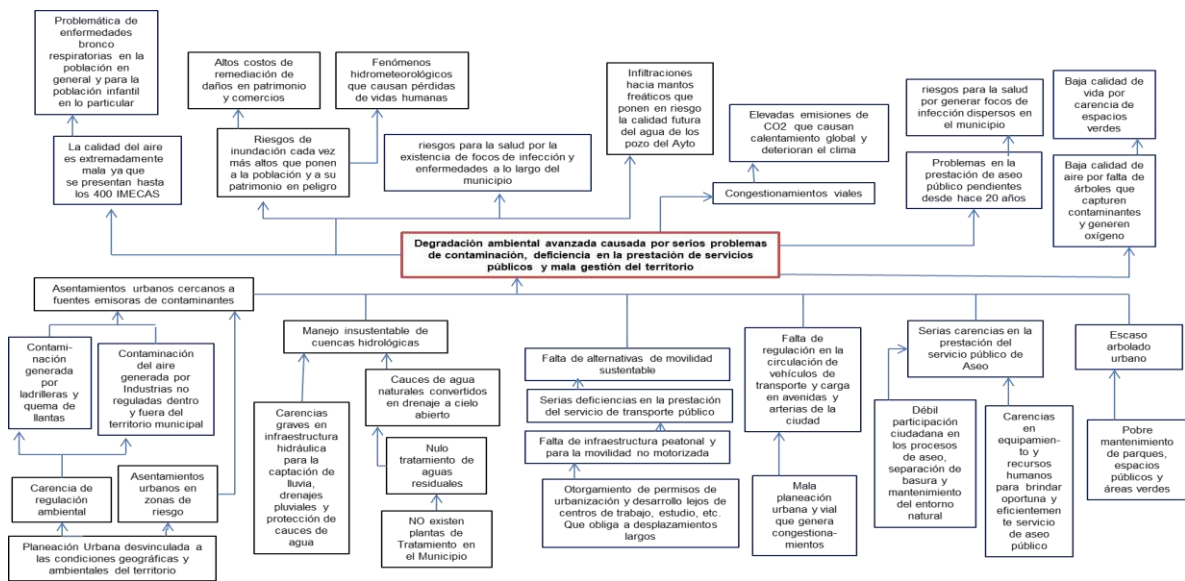 Problemática de
enfermedades bronco
respiratorias en la
población en
general y para la
población infantil
en lo particular
Altos costos de
remediación de
daños en patrimonio
y comercios
Fenómenos
hidrometeorológicos
que causan pérdidas
de vidas humanas
Infiltraciones
hacia mantos
freáticos que
ponen en riesgo
la calidad futura
del agua de los
pozo del Ayto
Elevadas emisiones de
CO2 que causan
calentamiento global y
deterioran el clima
riesgos para la salud
por generar focos de
infección dispersos en
el municipio
Baja calidad de
vida por
carencia de
espacios
verdes
La calidad del aire
es extremadamente
mala ya que
se presentan hasta
los 400 IMECAS
Riesgos de
inundación cada vez
más altos que ponen
a la población y a su
patrimonio en peligro
riesgos para la salud por la
existencia de focos de infección y
enfermedades a lo largo del
municipio
Congestionamientos viales
Problemas en la
prestación de aseo
público pendientes
desde hace 20 años
Baja calidad de
aire por falta de
árboles que
capturen
contaminantes
y generen
oxígeno
Degradación ambiental avanzada causada por serios problemas
de contaminación, deficiencia en la prestación de servicios
públicos y mala gestión del territorio
Asentamientos urbanos cercanos a
fuentes emisoras de contaminantes
Manejo insustentable de
cuencas hidrológicas
Falta de alternativas de movilidad
sustentable
Falta de
regulación en la
circulación de
vehículos de
transporte y carga
en avenidas y
arterias de la
ciudad
Serias carencias en la
prestación del
servicio público de
Aseo
Escaso
arbolado
urbano
Contami-
nación
generada
por
ladrilleras y
quema de
llantas
Contaminación
del aire
generada por
Industrias no
reguladas dentro
y fuera del
territorio municipal
Cauces de agua
naturales convertidos
en drenaje a cielo
abierto
Serias deficiencias en la prestación
del servicio de transporte público
Carencias
graves en
infraestructura
hidráulica
para la
captación de
lluvia,
drenajes
pluviales y
protección de
cauces de
agua
Nulo
tratamiento de
aguas
residuales
Falta de infraestructura peatonal y
para la movilidad no motorizada
Débil
participación
ciudadana en
los procesos
de aseo,
separación de
basura y
mantenimiento
del entorno
natural
Carencias
en
equipamien-
to y
recursos
humanos
para brindar
oportuna y
eficientemen-
te servicio
de aseo
público
Pobre
mantenimiento
de parques,
espacios
públicos y
áreas verdes
Carencia de
regulación
ambiental
Asentamientos
urbanos en
zonas de
riesgo
NO existen
plantas de
Tratamiento en
el Municipio
Otorgamiento de permisos de
urbanización y desarrollo lejos de
centros de trabajo, estudio, etc.
Que obliga a desplazamientos
largos
Mala
planeación
urbana y vial
que genera
congestiona-
mientos
Planeación Urbana desvinculada a
las condiciones geográficas y
ambientales del territorio